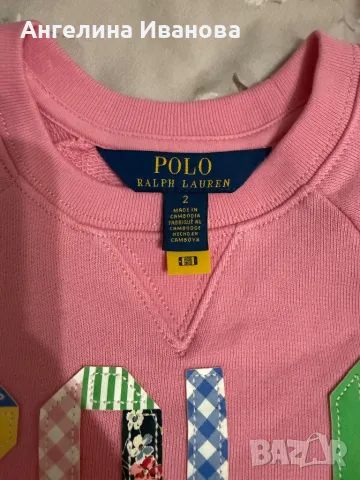 Ангелина Иванова
POLO
RALPH LAUREN
2
MADE IN
CAMBODIA
FABRIQUÉ AU
CAMBODGE
HECHO EN
CAMBOYA
bazar